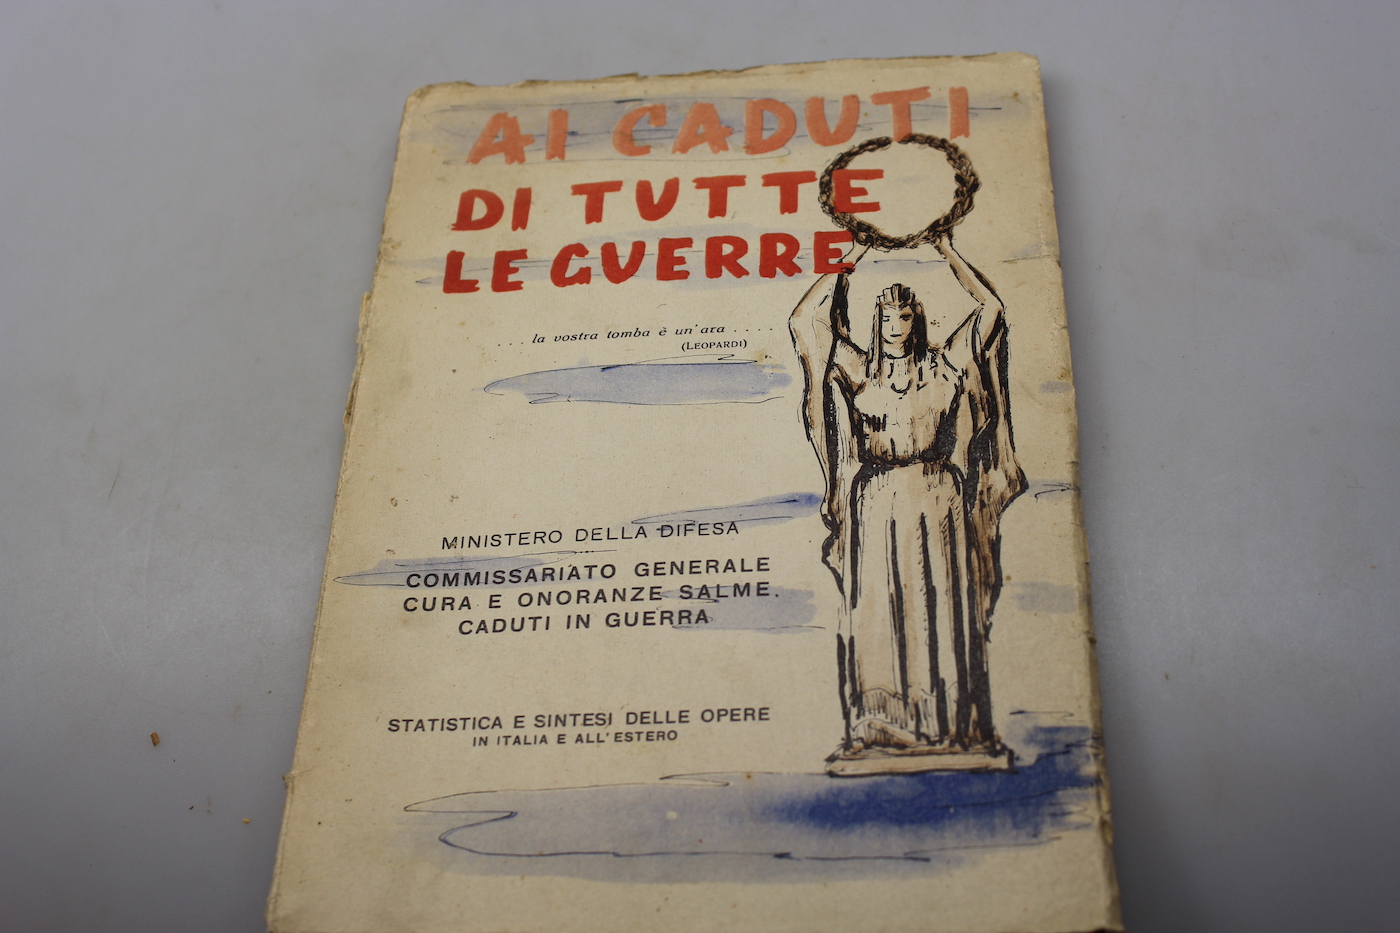 AI CADUTI
DI TUTTE
LE GUERRE
. . . la vostra tomba è un'ara . . . .
(LEOPARDI)
MINISTERO DELLA DIFESA
COMMISSARIATO GENERALE
CURA E ONORANZE SALME.
CADUTI IN GUERRA
STATISTICA E SINTESI DELLE OPERE
IN ITALIA E ALL'ESTERO